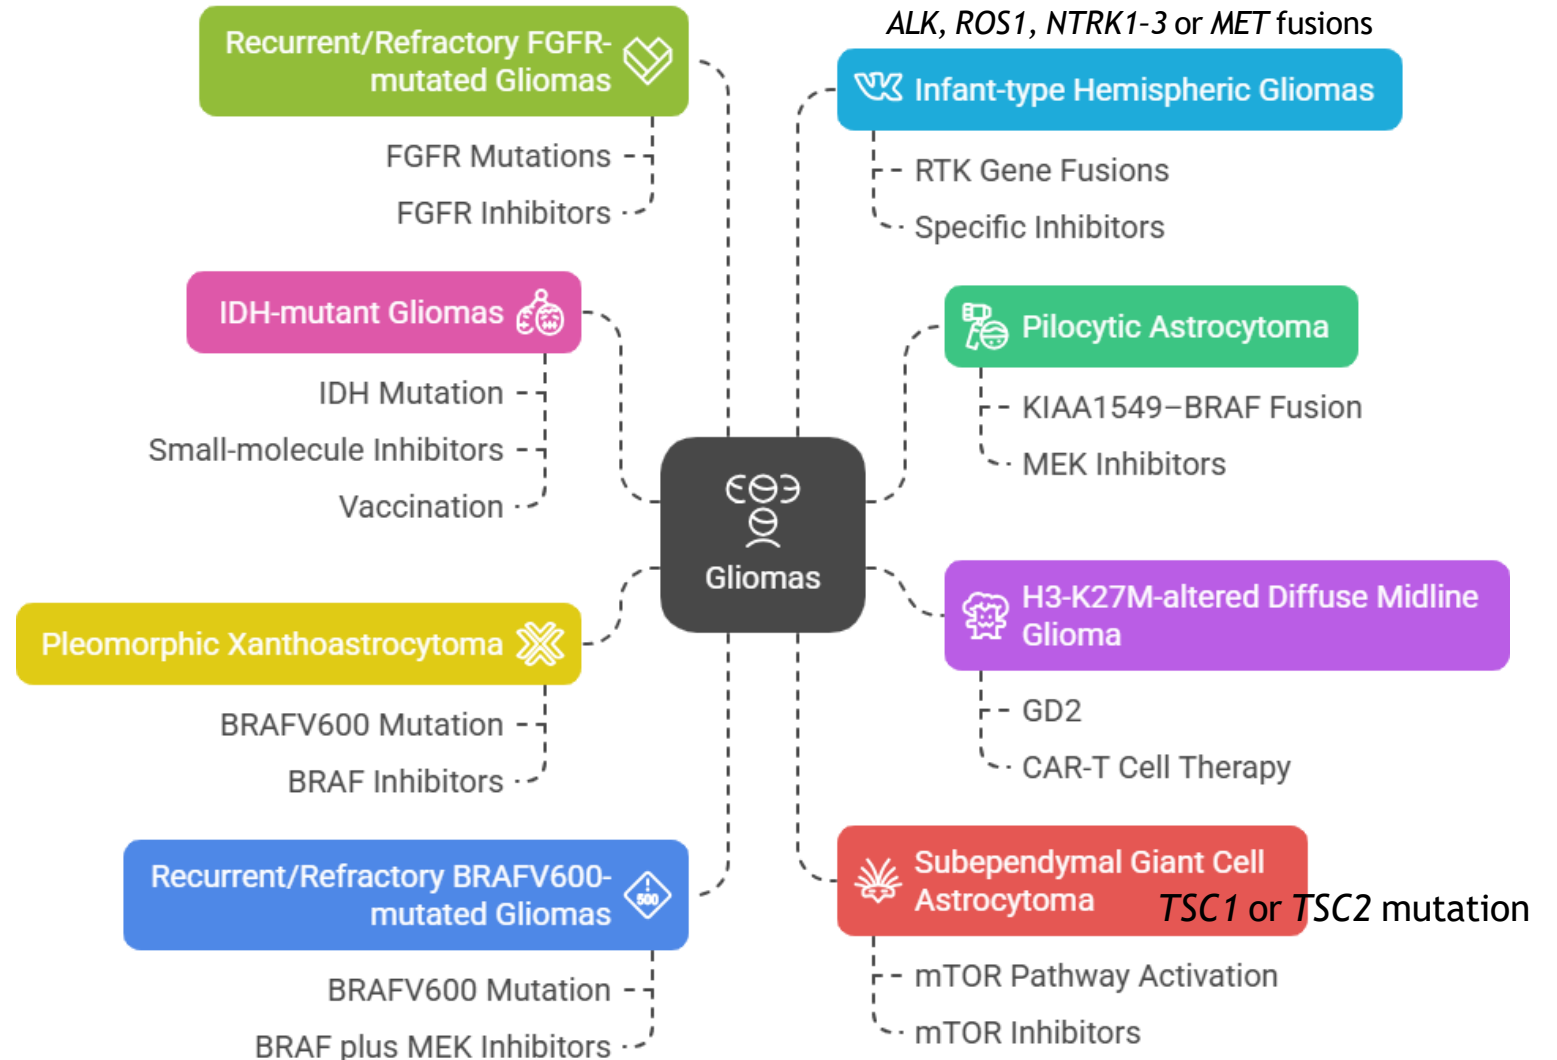 Recurrent/Refractory FGFR-
mutated Gliomas
FGFR Mutations
FGFR Inhibitors
IDH-mutant Gliomas
IDH Mutation
Small-molecule Inhibitors
Vaccination
Pleomorphic Xanthoastrocytoma
BRAFV600 Mutation
BRAF Inhibitors
Recurrent/Refractory BRAFV600-
mutated Gliomas
500
BRAFV600 Mutation
BRAF plus MEK Inhibitors
Gliomas
ALK, ROS1, NTRK1–3 or MET fusions
Infant-type Hemispheric Gliomas
RTK Gene Fusions
Specific Inhibitors
Pilocytic Astrocytoma
KIAA1549–BRAF Fusion
MEK Inhibitors
H3-K27M-altered Diffuse Midline
Glioma
GD2
CAR-T Cell Therapy
Subependymal Giant Cell
Astrocytoma
TSC1 or TSC2 mutation
mTOR Pathway Activation
mTOR Inhibitors